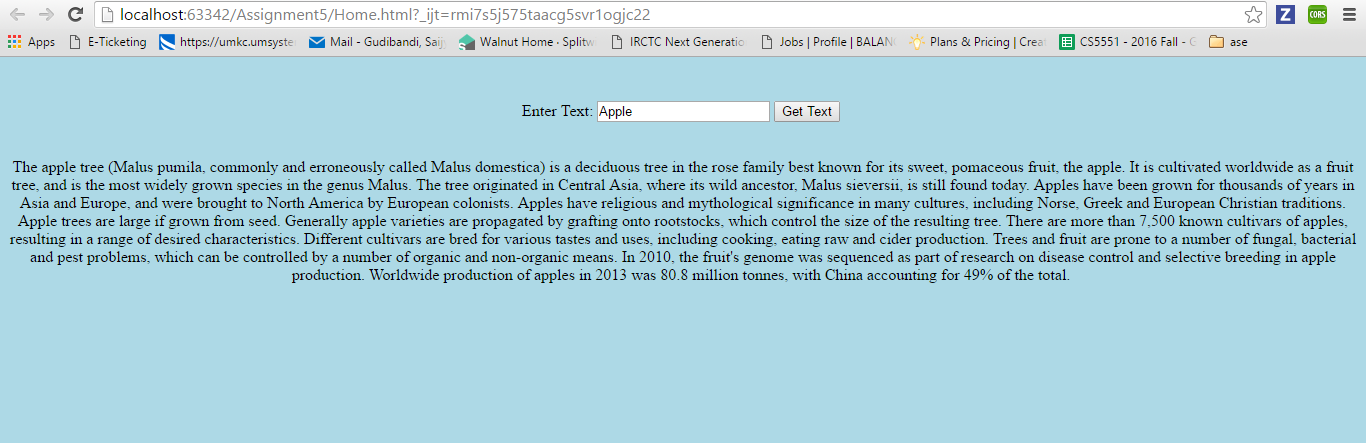 localhost:63342/Assignment5/Home.html?_ijt=rmi7s5j575taacg5svr1ogjc22
Z CORS
Apps E-Ticketing https://umkc.umsyste Mail - Gudibandi, Saij Walnut Home · Splitw IRCTC Next Generatio Jobs | Profile | BALAN Plans & Pricing | Creat CS5551 - 2016 Fall - G ase
Enter Text: Apple Get Text
The apple tree (Malus pumila, commonly and erroneously called Malus domestica) is a deciduous tree in the rose family best known for its sweet, pomaceous fruit, the apple. It is cultivated worldwide as a fruit
tree, and is the most widely grown species in the genus Malus. The tree originated in Central Asia, where its wild ancestor, Malus sieversii, is still found today. Apples have been grown for thousands of years in
Asia and Europe, and were brought to North America by European colonists. Apples have religious and mythological significance in many cultures, including Norse, Greek and European Christian traditions.
Apple trees are large if grown from seed. Generally apple varieties are propagated by grafting onto rootstocks, which control the size of the resulting tree. There are more than 7,500 known cultivars of apples,
resulting in a range of desired characteristics. Different cultivars are bred for various tastes and uses, including cooking, eating raw and cider production. Trees and fruit are prone to a number of fungal, bacterial
and pest problems, which can be controlled by a number of organic and non-organic means. In 2010, the fruit's genome was sequenced as part of research on disease control and selective breeding in apple
production. Worldwide production of apples in 2013 was 80.8 million tonnes, with China accounting for 49% of the total.